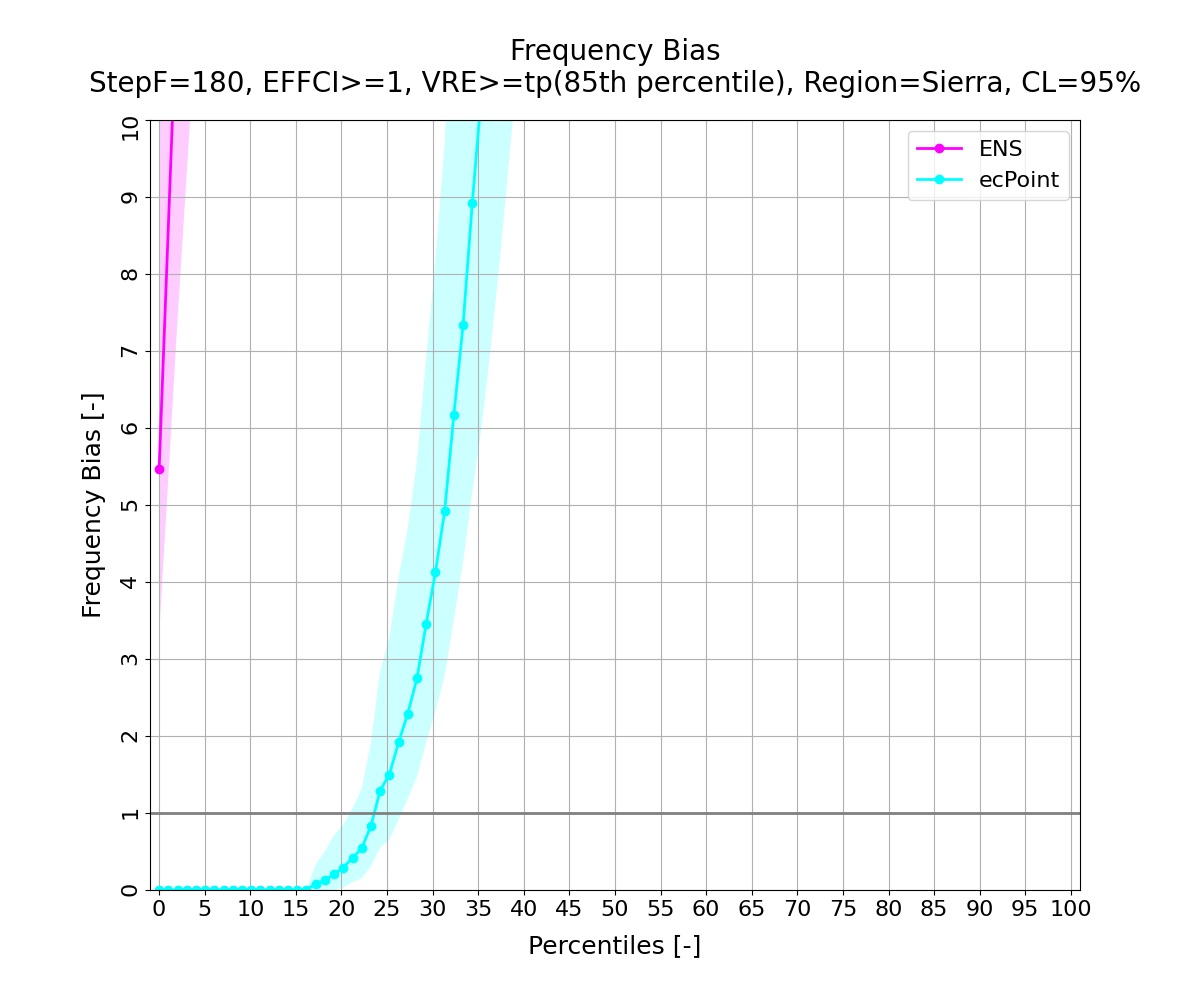 Frequency Bias
StepF=180, EFFCI>=1, VRE>=tp(85th percentile), Region=Sierra, CL=95%
ENS
ecPoint
Frequency Bias [-]
10
9
8
7
6
5
4
3
2
1
0
0 5 10 15 20 25 30 35 40 45 50 55 60 65 70 75 80 85 90 95 100
Percentiles [-]